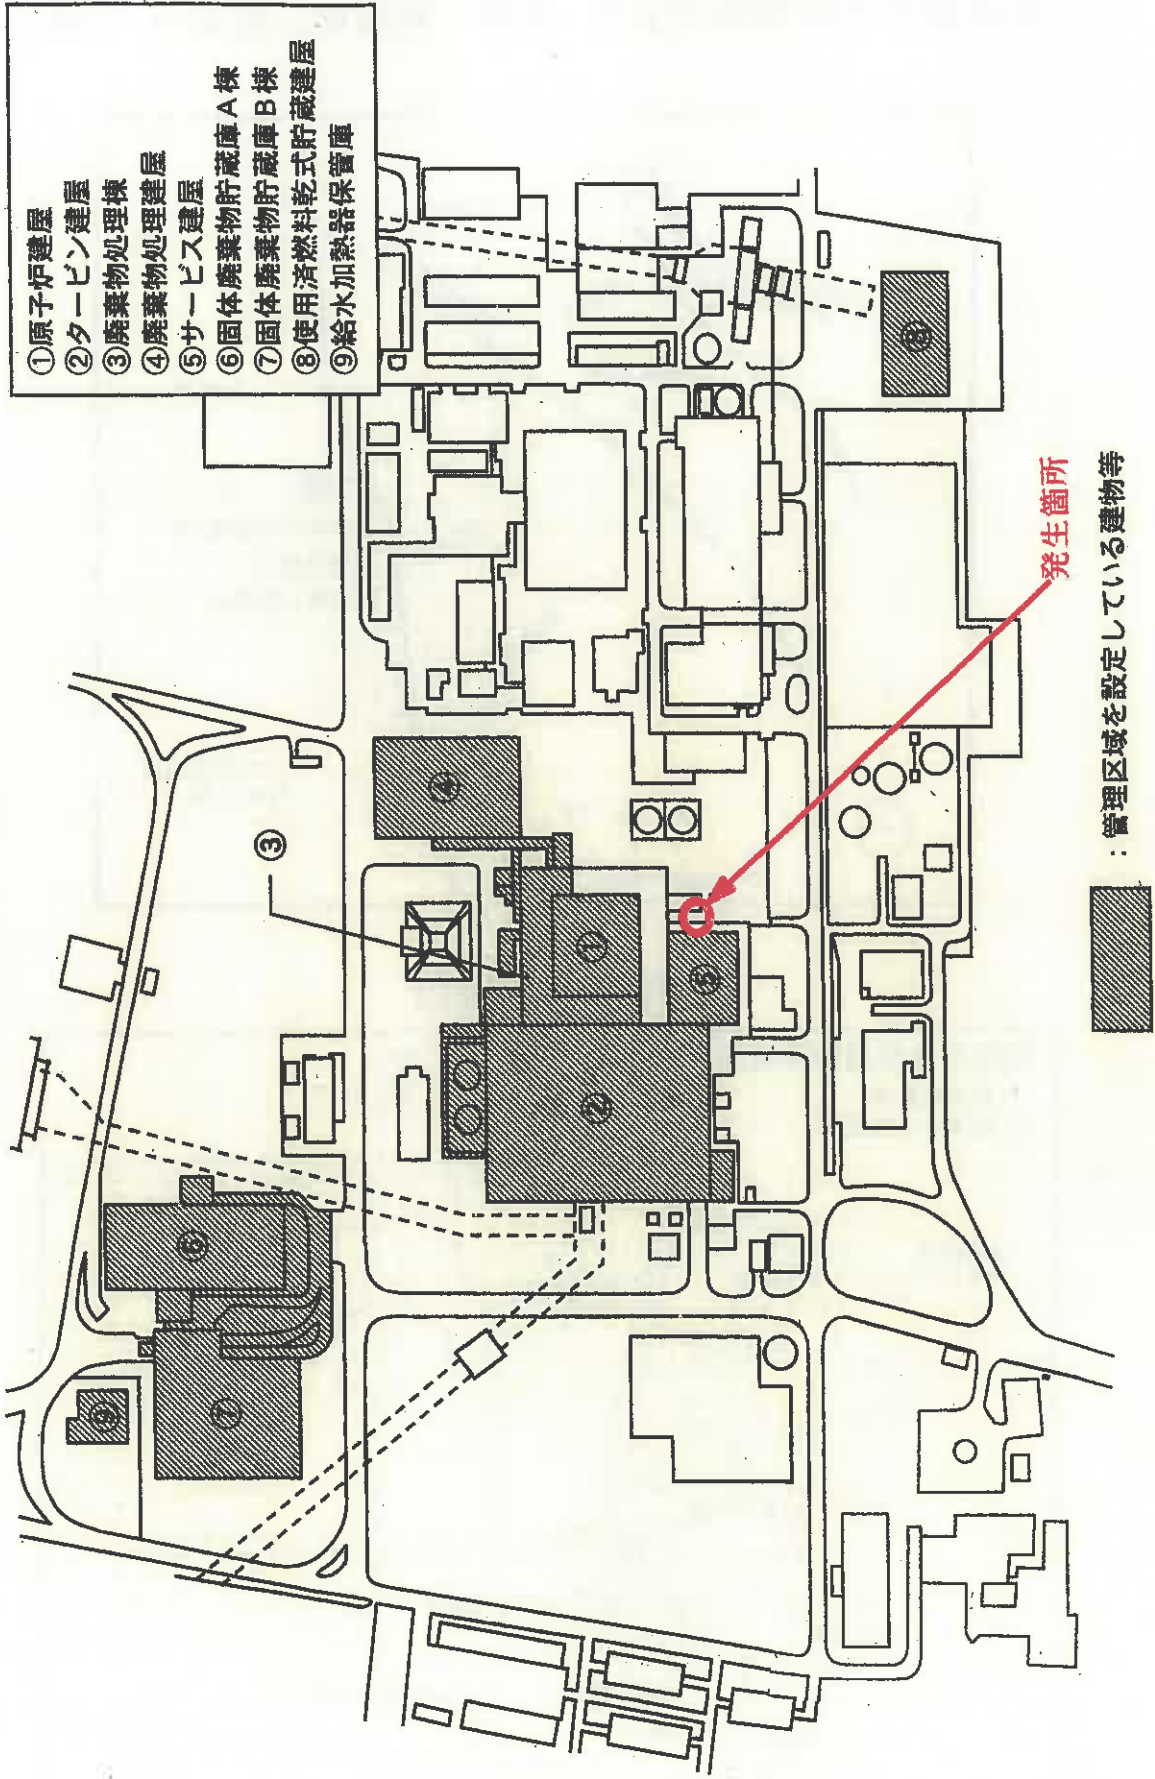 ①原子炉建屋
②タービン建屋
③廃棄物処理棟
④廃棄物処理建屋
⑤サービス建屋
⑥固体廃棄物貯蔵庫A棟
⑦固体廃棄物貯蔵庫B棟
⑧使用済燃料乾式貯蔵建屋
⑨給水加熱器保管庫
③
④
①
⑤
②
⑥
⑦
⑨
⑧
発生箇所
：管理区域を設定している建物等